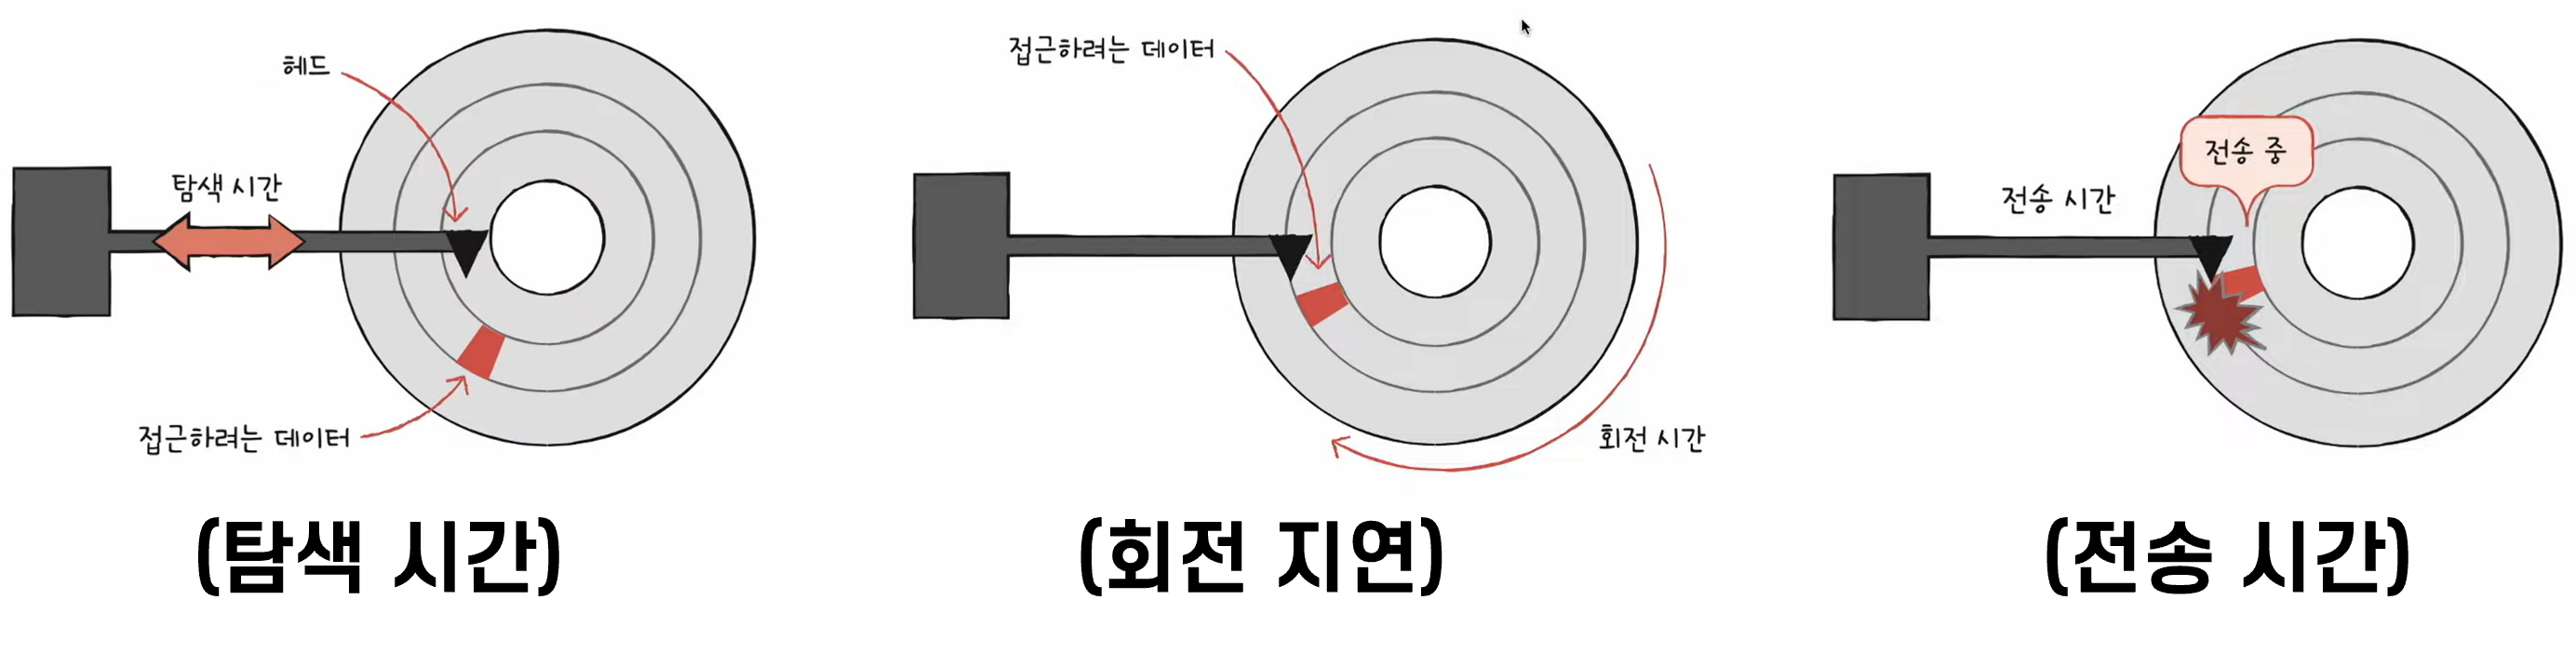 헤드
탐색 시간
접근하려는 데이터
(탐색 시간)
접근하려는 데이터
회전 시간
(회전 지연)
전송 중
전송 시간
(전송 시간)